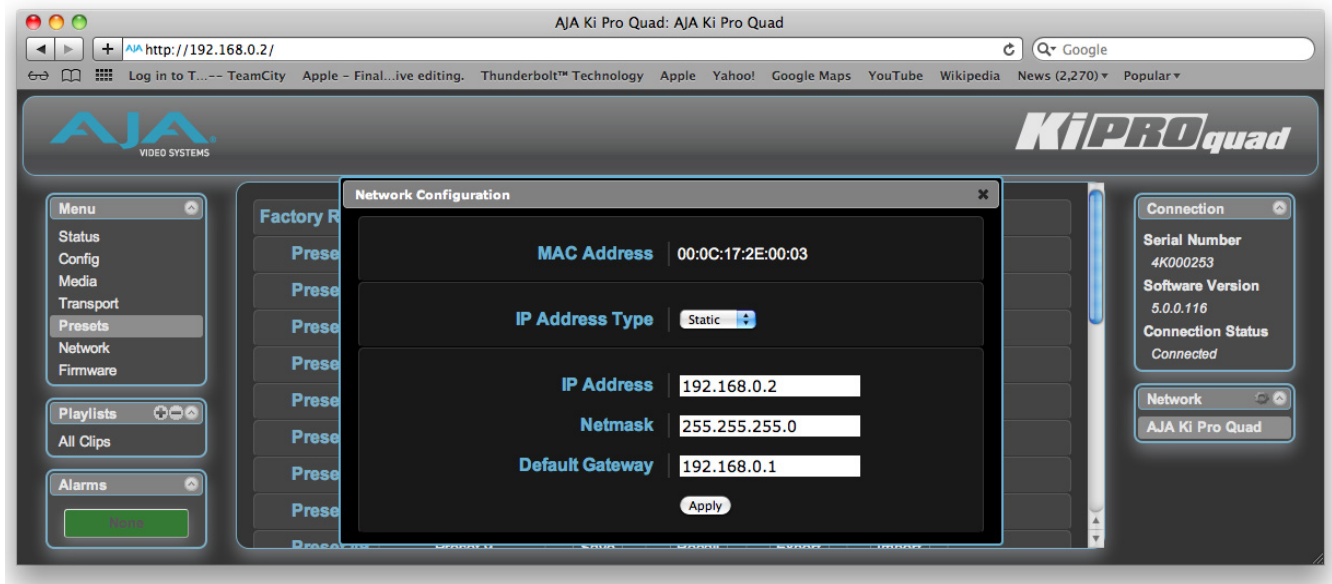 AJA Ki Pro Quad: AJA Ki Pro Quad
AJA http://192.168.0.2/
Google
Log in to T...-- TeamCity Apple - Final...ive editing. Thunderbolt™ Technology Apple Yahoo! Google Maps YouTube Wikipedia News (2,270) Popular
AJA
VIDEO SYSTEMS
KiPRO quad
Menu
Status
Config
Media
Transport
Presets
Network
Firmware
Playlists
All Clips
Alarms
None
Factory R
Prese
Prese
Prese
Prese
Prese
Prese
Prese
Prese
Network Configuration
MAC Address 00:0C:17:2E:00:03
IP Address Type Static
IP Address 192.168.0.2
Netmask 255.255.255.0
Default Gateway 192.168.0.1
Apply
Connection
Serial Number
4K000253
Software Version
5.0.0.116
Connection Status
Connected
Network
AJA Ki Pro Quad